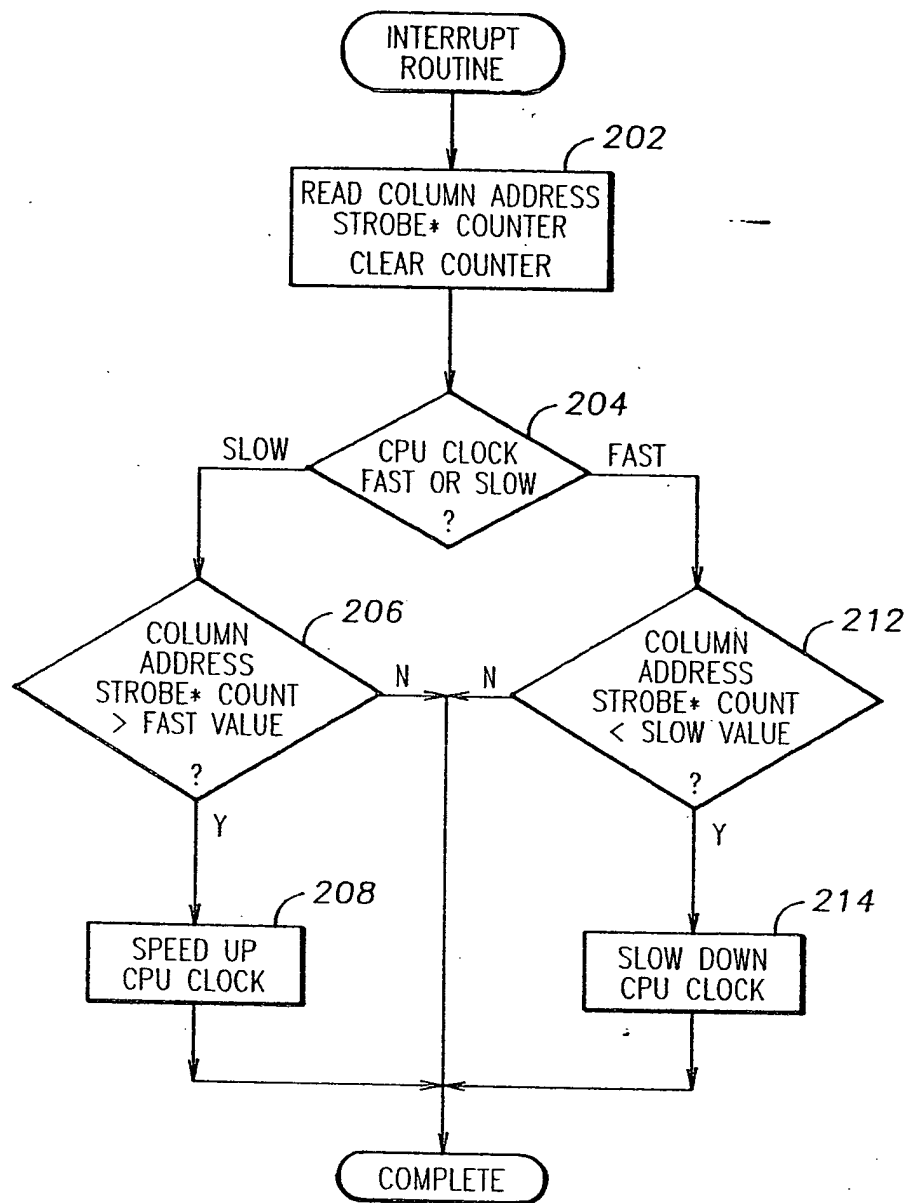 INTERRUPT
ROUTINE
202
READ COLUMN ADDRESS
STROBE* COUNTER
CLEAR COUNTER
204
CPU CLOCK
FAST OR SLOW
?
SLOW
FAST
206
COLUMN
ADDRESS
STROBE* COUNT
> FAST VALUE
?
N
Y
212
COLUMN
ADDRESS
STROBE* COUNT
< SLOW VALUE
?
N
Y
208
SPEED UP
CPU CLOCK
214
SLOW DOWN
CPU CLOCK
COMPLETE